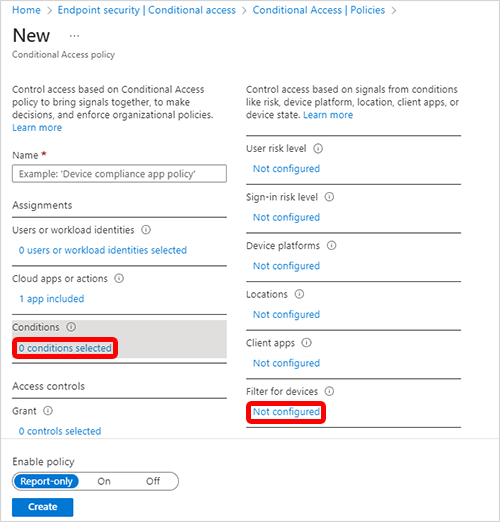 Home > Endpoint security | Conditional access > Conditional Access | Policies >
New ...
Conditional Access policy
Control access based on Conditional Access
policy to bring signals together, to make
decisions, and enforce organizational policies.
Learn more
Name *
Example: 'Device compliance app policy'
Assignments
Users or workload identities
0 users or workload identities selected
Cloud apps or actions
1 app included
Conditions
0 conditions selected
Access controls
Grant
0 controls selected
Control access based on signals from conditions
like risk, device platform, location, client apps, or
device state. Learn more
User risk level
Not configured
Sign-in risk level
Not configured
Device platforms
Not configured
Locations
Not configured
Client apps
Not configured
Filter for devices
Not configured
Enable policy
Report-only On Off
Create